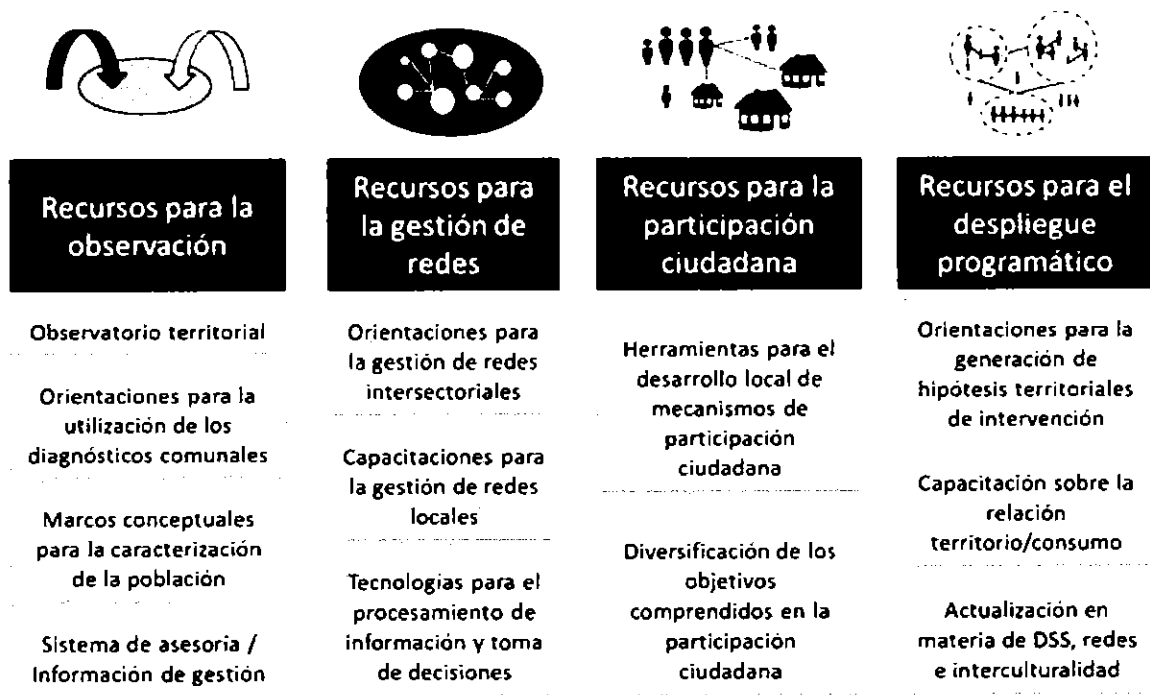 Recursos para la
observación
Observatorio territorial
Orientaciones para la
utilización de los
diagnósticos comunales
Marcos conceptuales
para la caracterización
de la población
Sistema de asesoría /
Información de gestión
Recursos para
la gestión de
redes
Orientaciones para
la gestión de redes
intersectoriales
Capacitaciones para
la gestión de redes
locales
Tecnologías para el
procesamiento de
información y toma
de decisiones
Recursos para la
participación
ciudadana
Herramientas para el
desarrollo local de
mecanismos de
participación
ciudadana
Diversificación de los
objetivos
comprendidos en la
participación
ciudadana
Recursos para el
despliegue
programático
Orientaciones para la
generación de
hipótesis territoriales
de intervención
Capacitación sobre la
relación
territorio/consumo
Actualización en
materia de DSS, redes
e interculturalidad